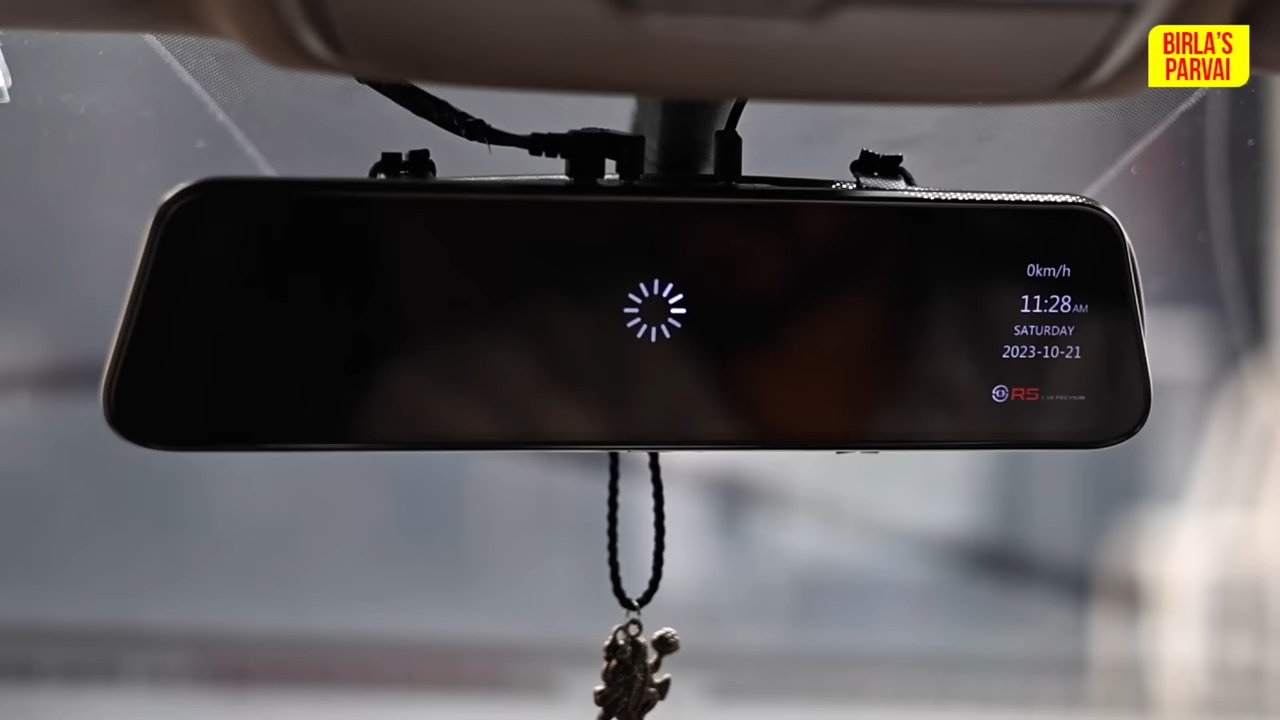 BIRLA'S
PARVAI
0km/h
11:28AM
SATURDAY
2023-10-21
RS